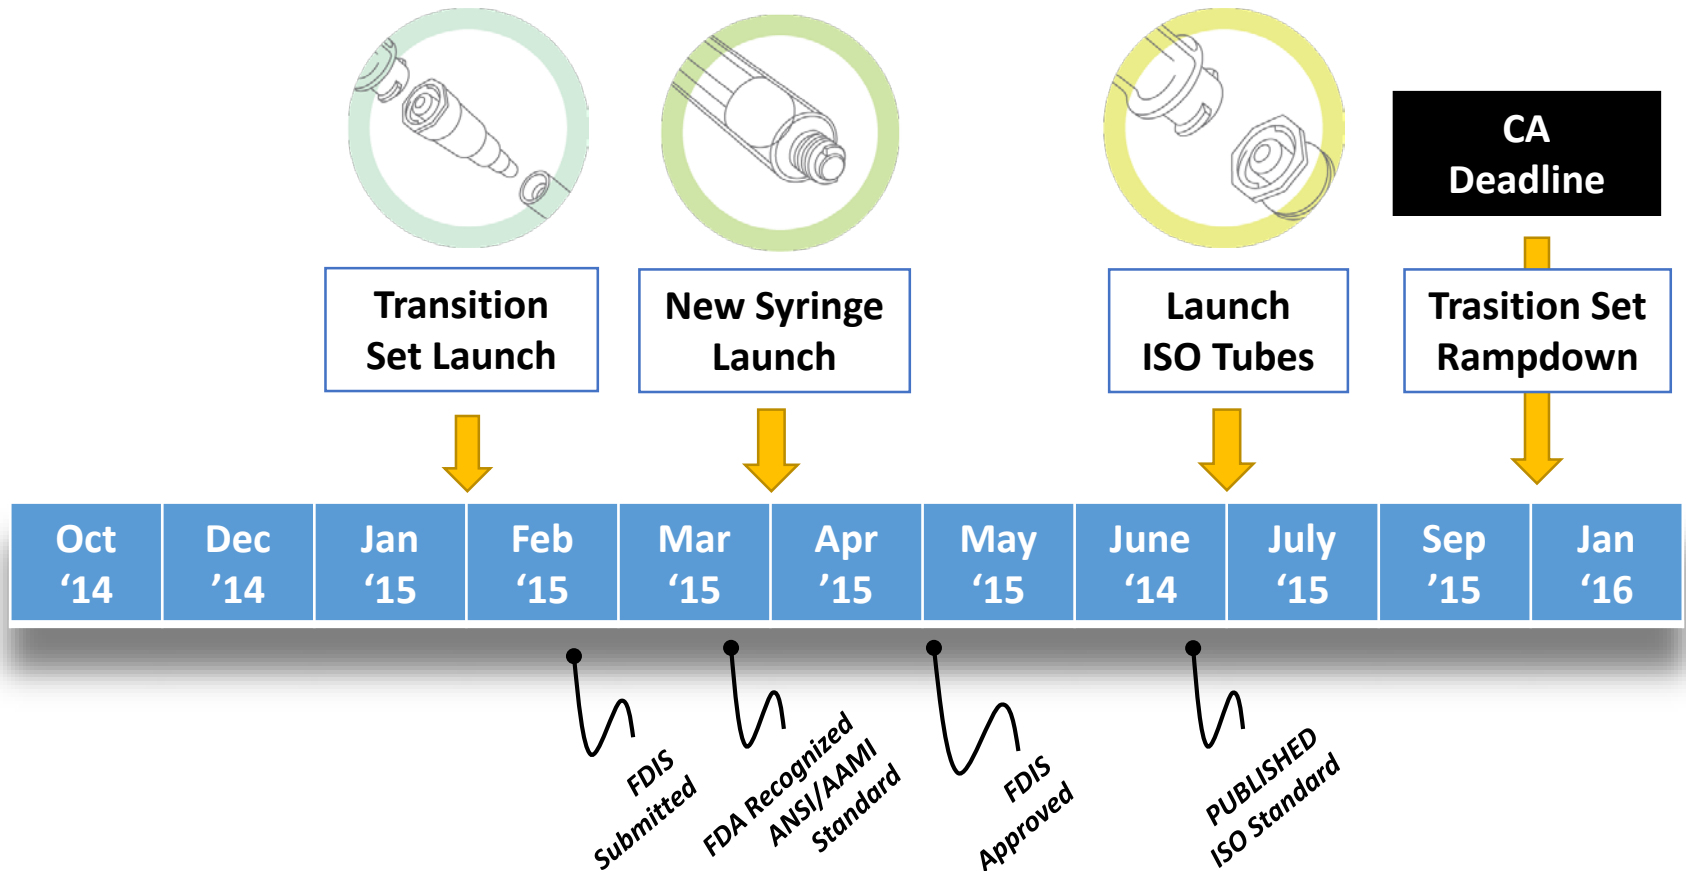 CA
Deadline
Transition
Set Launch
New Syringe
Launch
Launch
ISO Tubes
Trasition Set
Rampdown
Oct
‘14
Dec
’14
Jan
‘15
Feb
‘15
Mar
‘15
Apr
’15
May
‘15
June
‘14
July
‘15
Sep
’15
Jan
‘16
FDIS
Submitted
FDA Recognized
ANSI/AAMI
Standard
FDIS
Approved
PUBLISHED
ISO Standard